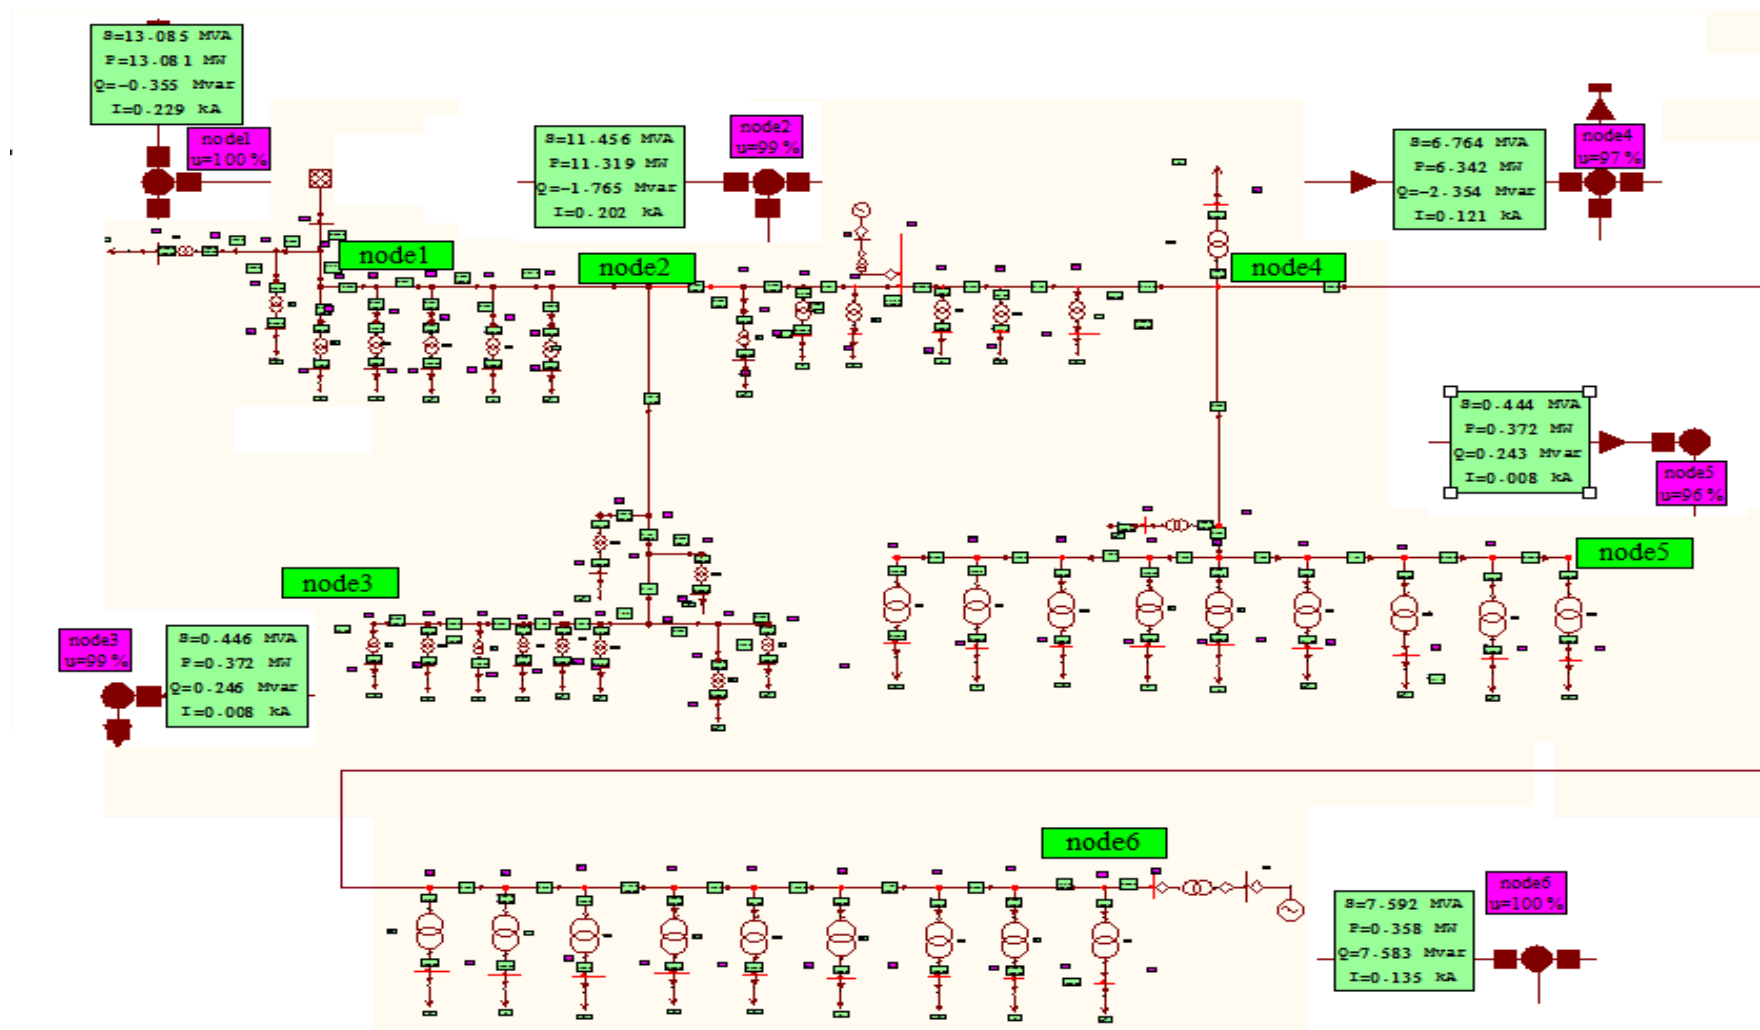 S=13.085 MVA
P=13.081 MW
Q=-0.355 Mvar
I=0.229 kA
node1
u=100 %
S=11.456 MVA
P=11.319 MW
Q=-1.765 Mvar
I=0.202 kA
node2
u=99 %
S=6.764 MVA
P=6.342 MW
Q=-2.354 Mvar
I=0.121 kA
node4
u=97 %
node1
node2
node4
S=0.444 MVA
P=0.372 MW
Q=0.243 Mvar
I=0.008 kA
node5
u=96 %
node5
node3
node3
u=99 %
S=0.446 MVA
P=0.372 MW
Q=0.246 Mvar
I=0.008 kA
node6
S=7.592 MVA
P=0.358 MW
Q=7.583 Mvar
I=0.135 kA
node6
u=100 %